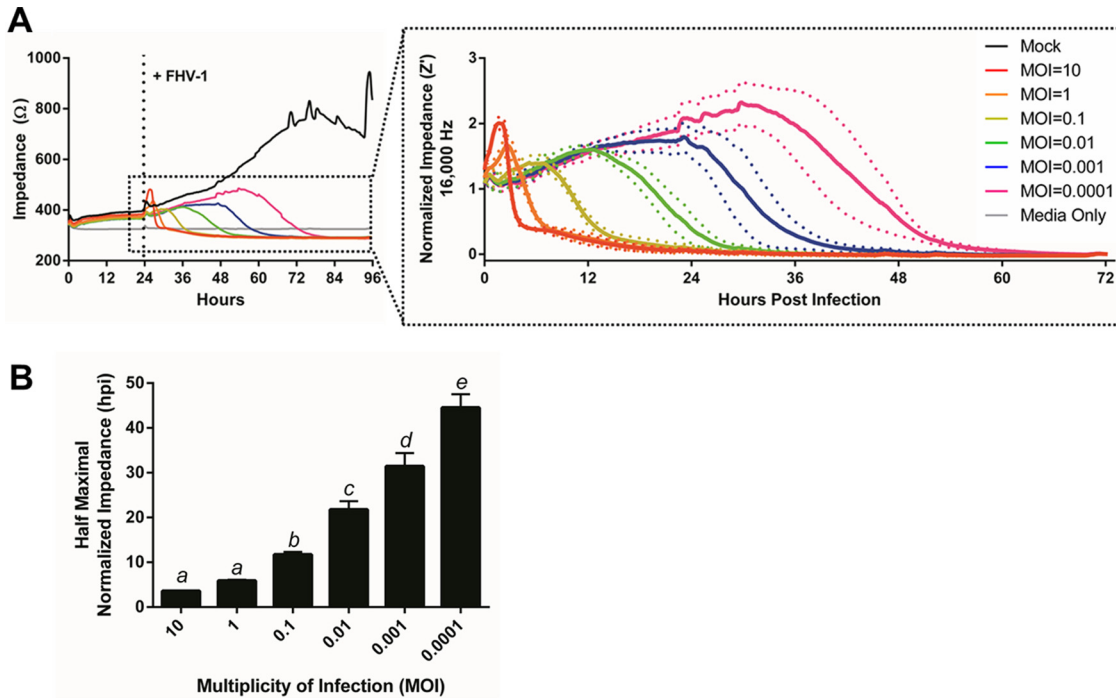 A
1000
800
600
400
200
Impedance (Ω)
+ FHV-1
0 12 24 36 48 60 72 84 96
Hours
3
2
1
0
Normalized Impedance (Z')
16,000 Hz
0 12 24 36 48 60 72
Hours Post Infection
Mock
MOI=10
MOI=1
MOI=0.1
MOI=0.01
MOI=0.001
MOI=0.0001
Media Only
B
50
40
30
20
10
0
Half Maximal
Normalized Impedance (hpi)
a a b c d e
10 1 0.1 0.01 0.001 0.0001
Multiplicity of Infection (MOI)